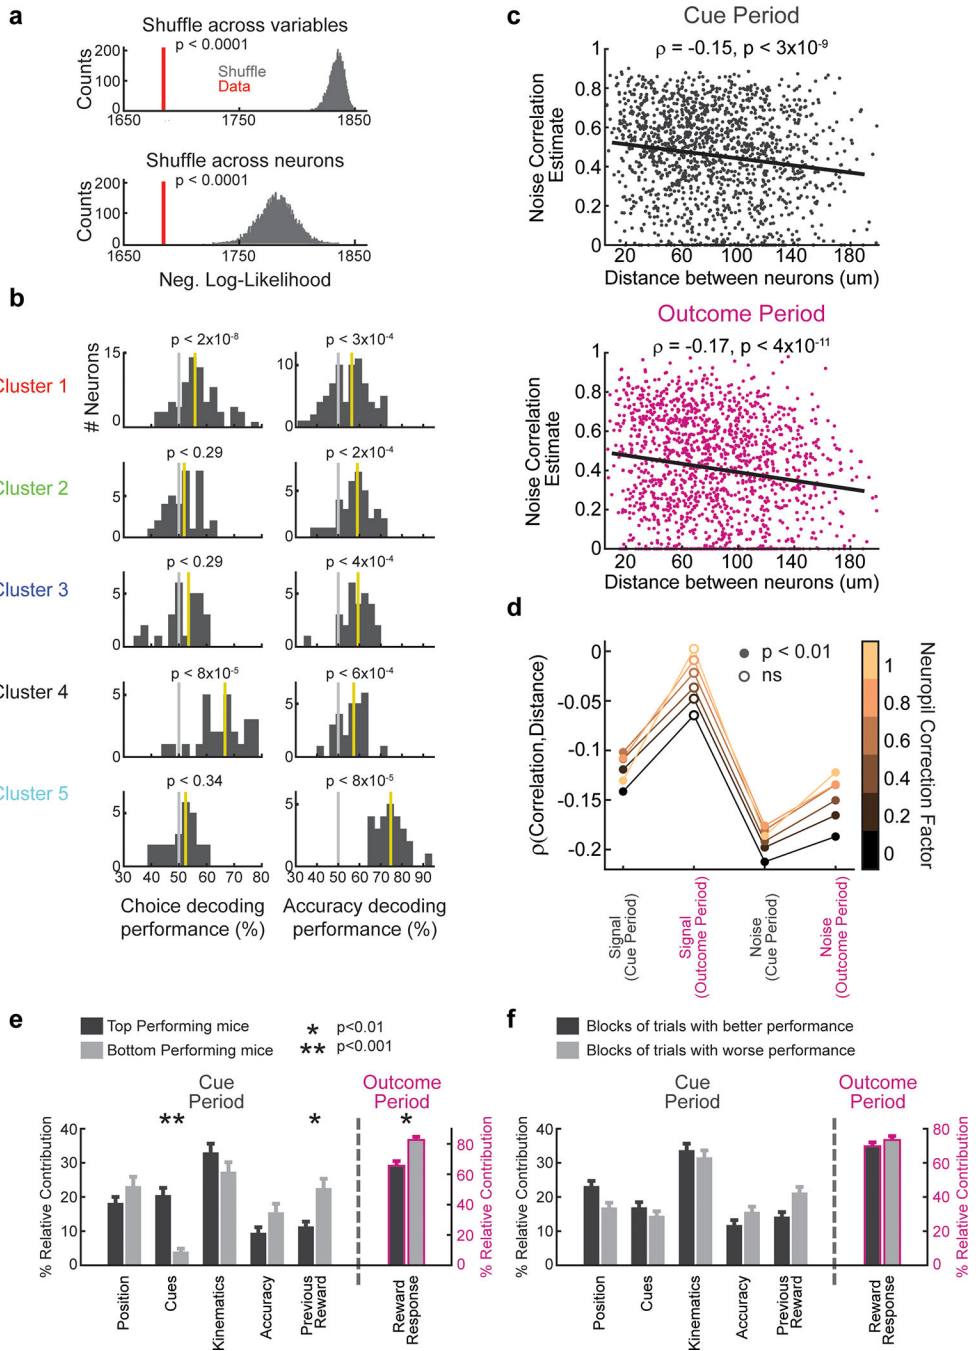 a
Shuffle across variables
p < 0.0001
Counts
200
100
0
Shuffle
Data
1650
1750
1850
Shuffle across neurons
p < 0.0001
Counts
200
100
0
1650
1750
1850
Neg. Log-Likelihood
b
# Neurons
Cluster 1
15
0
p < 2x10-8
10
0
p < 3x10-4
Cluster 2
5
0
p < 0.29
5
0
p < 2x10-4
Cluster 3
5
0
p < 0.29
5
0
p < 4x10-4
Cluster 4
5
0
p < 8x10-5
5
0
p < 6x10-4
Cluster 5
5
0
p < 0.34
5
0
p < 8x10-5
30 40 50 60 70 80
40 50 60 70 80 90
Choice decoding
performance (%)
Accuracy decoding
performance (%)
c
Cue Period
ρ = -0.15, p < 3x10-9
Noise Correlation
Estimate
1
0.8
0.6
0.4
0.2
0
20 60 100 140 180
Distance between neurons (um)
Outcome Period
ρ = -0.17, p < 4x10-11
Noise Correlation
Estimate
1
0.8
0.6
0.4
0.2
0
20 60 100 140 180
Distance between neurons (um)
d
ρ(Correlation,Distance)
0
-0.05
-0.1
-0.15
-0.2
p < 0.01
ns
Signal
(Cue Period)
Signal
(Outcome Period)
Noise
(Cue Period)
Noise
(Outcome Period)
1
0.8
0.6
0.4
0.2
0
Neuropil Correction Factor
e
Top Performing mice
Bottom Performing mice
* p<0.01
** p<0.001
Cue
Period
Outcome
Period
**
*
*
% Relative Contribution
40
30
20
10
0
80
60
40
20
0
% Relative Contribution
Position
Cues
Kinematics
Accuracy
Previous
Reward
Reward
Response
f
Blocks of trials with better performance
Blocks of trials with worse performance
Cue
Period
Outcome
Period
% Relative Contribution
40
30
20
10
0
80
60
40
20
0
% Relative Contribution
Position
Cues
Kinematics
Accuracy
Previous
Reward
Reward
Response